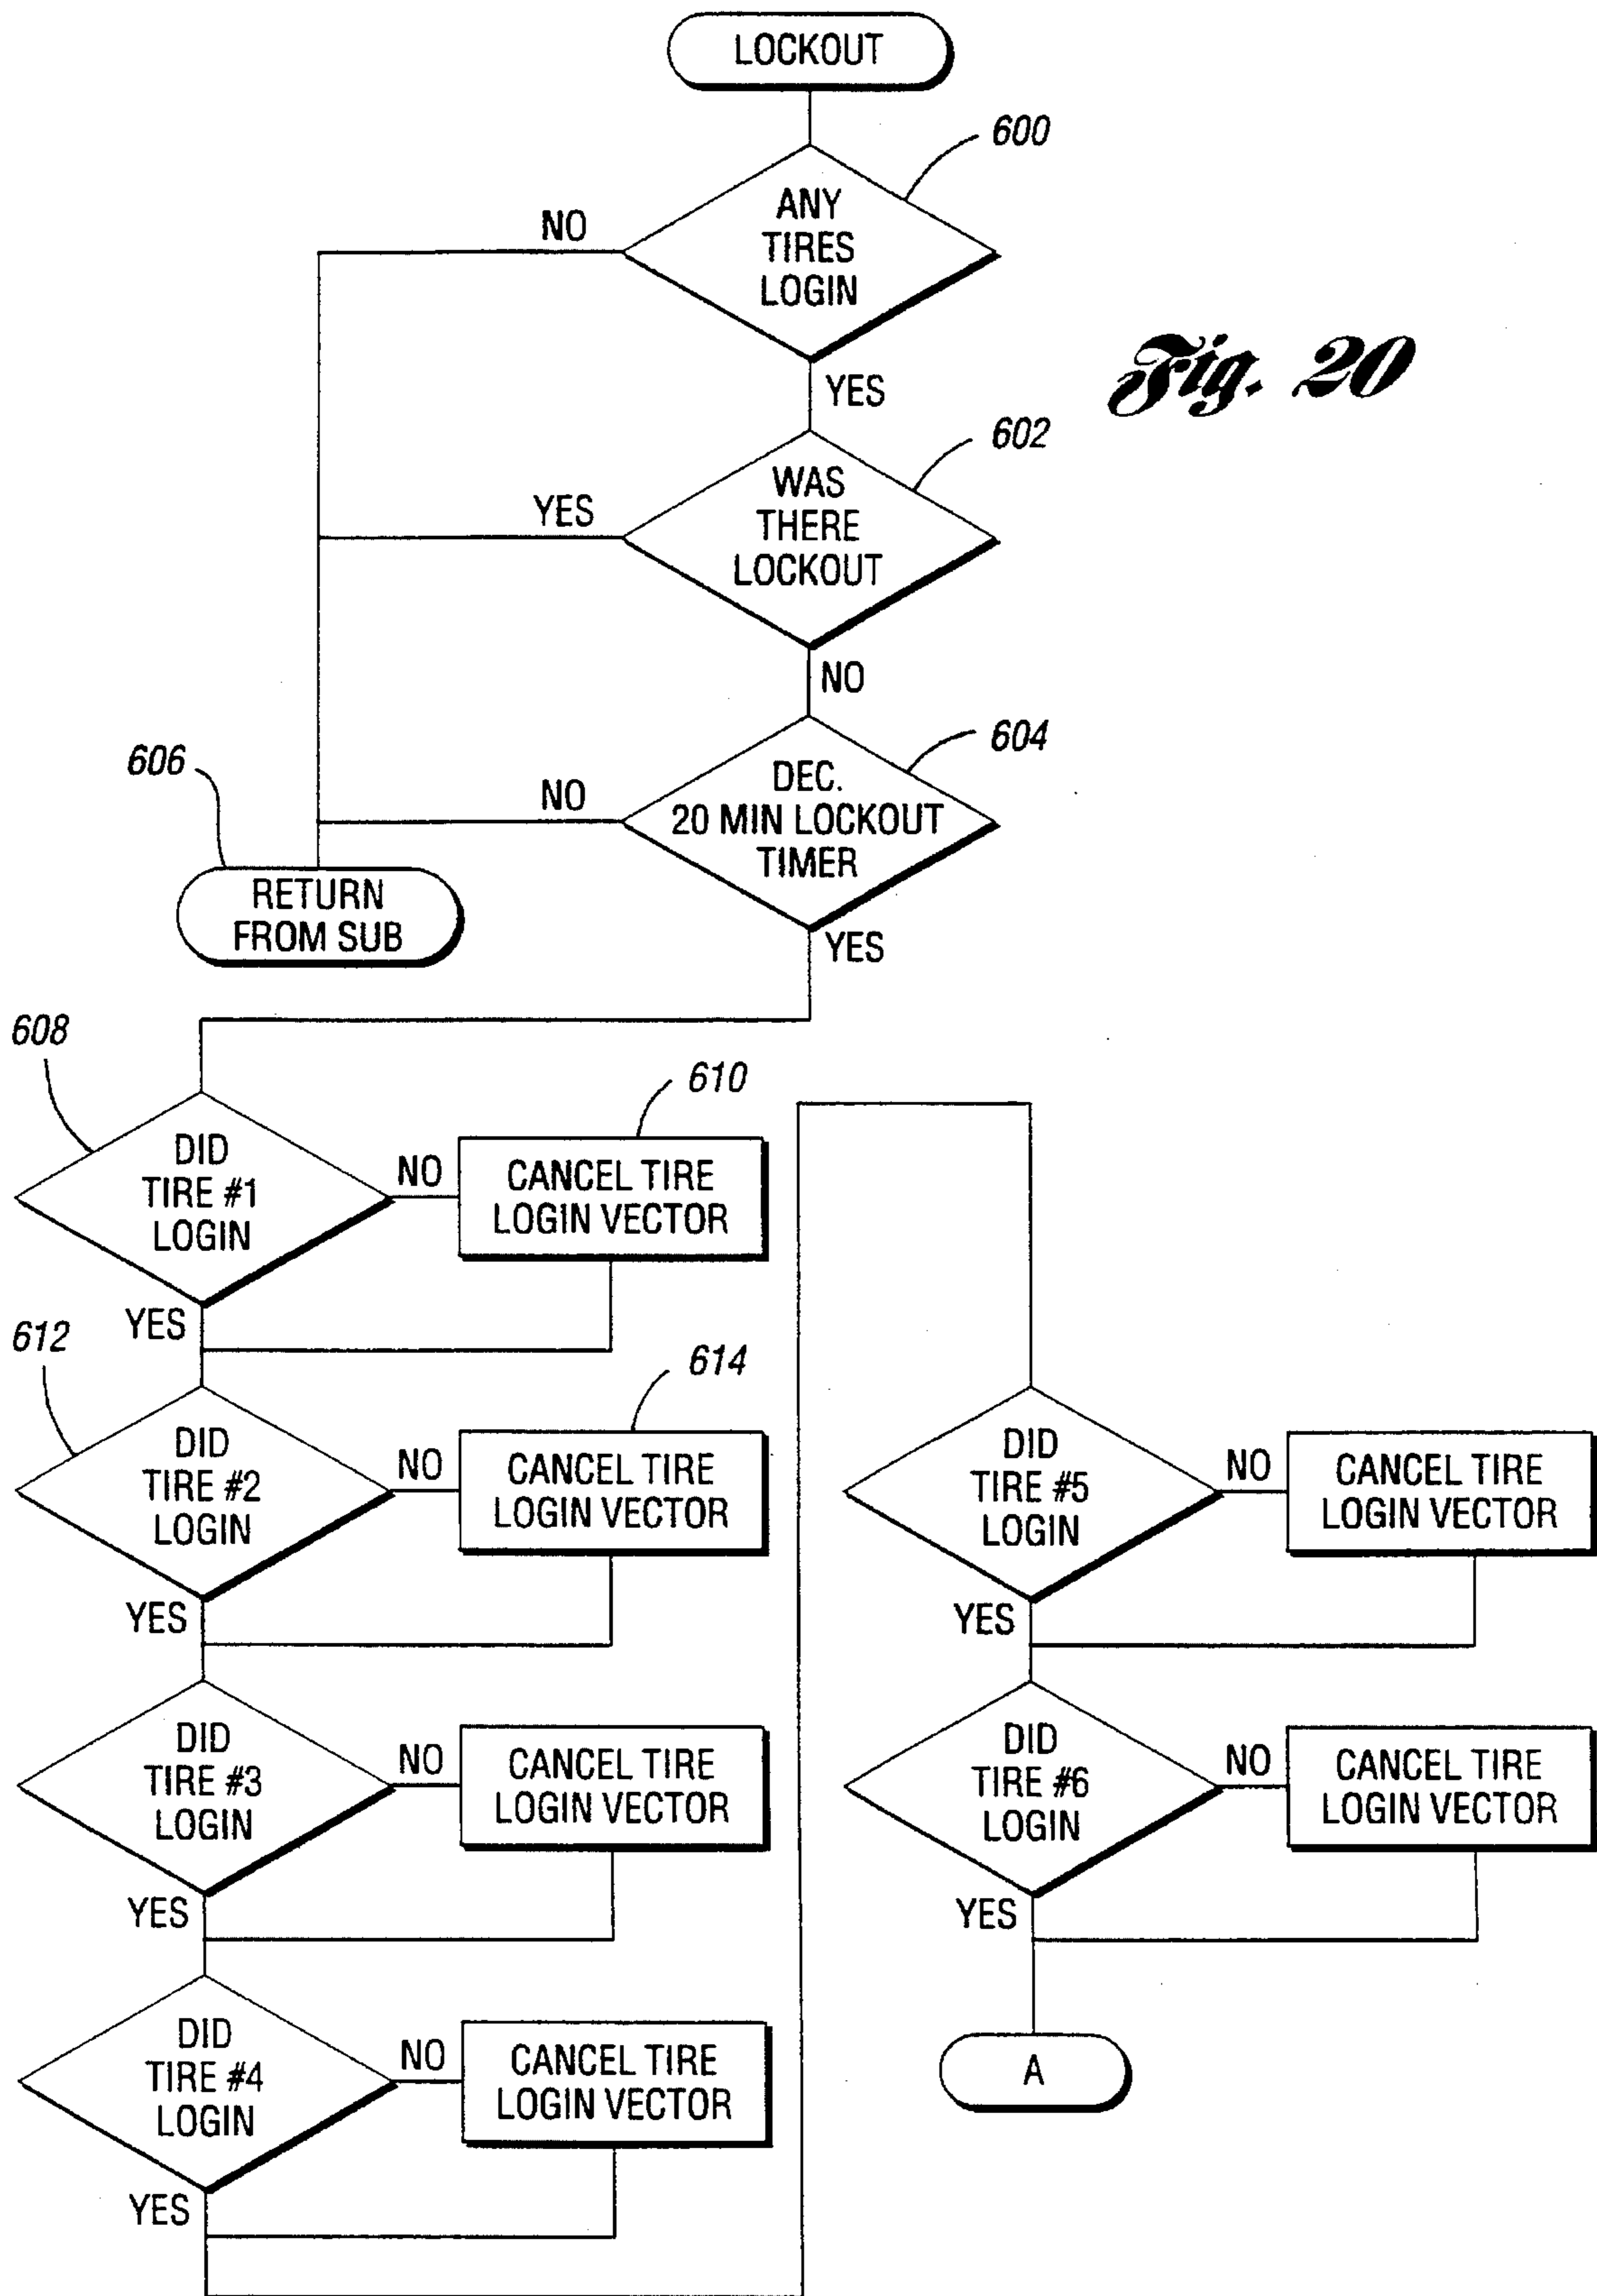 LOCKOUT
600
ANY
TIRES
LOGIN
NO
YES
Fig. 20
602
WAS
THERE
LOCKOUT
YES
NO
604
DEC.
20 MIN LOCKOUT
TIMER
NO
606
RETURN
FROM SUB
YES
608
DID
TIRE #1
LOGIN
NO
610
CANCEL TIRE
LOGIN VECTOR
YES
612
DID
TIRE #2
LOGIN
NO
614
CANCEL TIRE
LOGIN VECTOR
YES
DID
TIRE #3
LOGIN
NO
CANCEL TIRE
LOGIN VECTOR
YES
DID
TIRE #4
LOGIN
NO
CANCEL TIRE
LOGIN VECTOR
YES
DID
TIRE #5
LOGIN
NO
CANCEL TIRE
LOGIN VECTOR
YES
DID
TIRE #6
LOGIN
NO
CANCEL TIRE
LOGIN VECTOR
YES
A